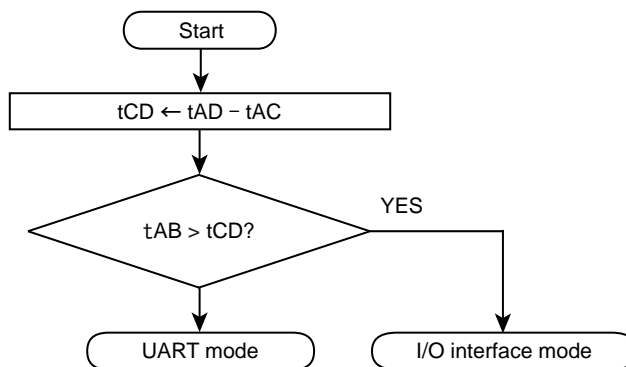 Start
tCD ← tAD − tAC
YES
tAB > tCD?
UART mode
I/O interface mode